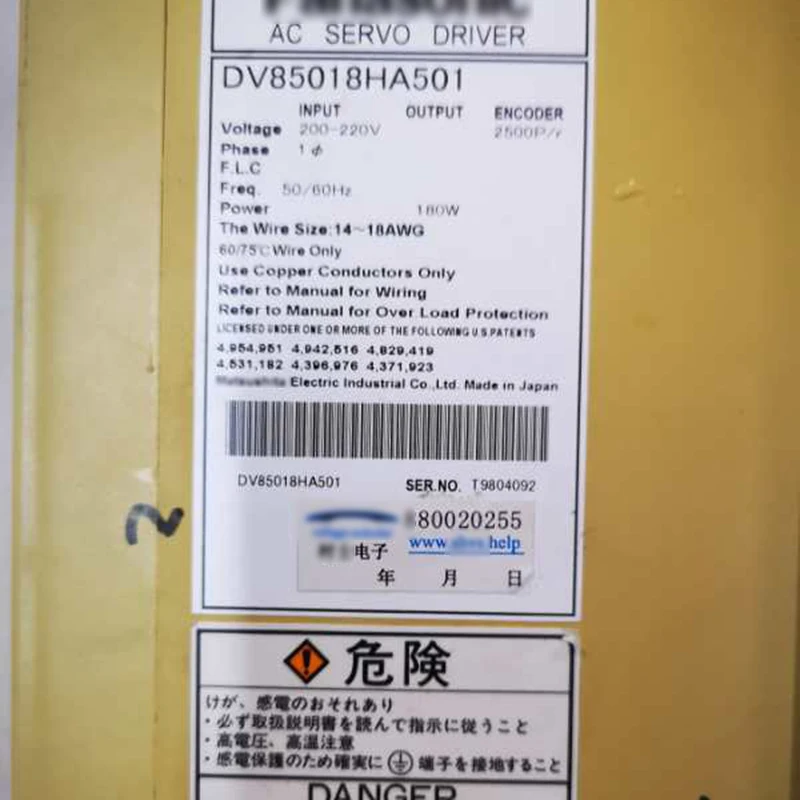 AC SERVO DRIVER
DV85018HA501
INPUT OUTPUT ENCODER
Voltage 200-220V 2500P/r
Phase 1ϕ
F.L.C
Freq. 50/60Hz
Power 180W
The Wire Size:14~18AWG
60/75℃ Wire Only
Use Copper Conductors Only
Refer to Manual for Wiring
Refer to Manual for Over Load Protection
LICENSED UNDER ONE OR MORE OF THE FOLLOWING U.S.PATENTS
4,954,951 4,942,516 4,829,419
4,531,182 4,396,976 4,371,923
Electric Industrial Co.,Ltd. Made in Japan
DV85018HA501 SER.NO. T9804092
80020255
电子 www. help
年 月 日
2
危険
けが、感電のおそれあり
・必ず取扱説明書を読んで指示に従うこと
・高電圧、高温注意
・感電保護のため確実に⏚端子を接地すること
DANGER